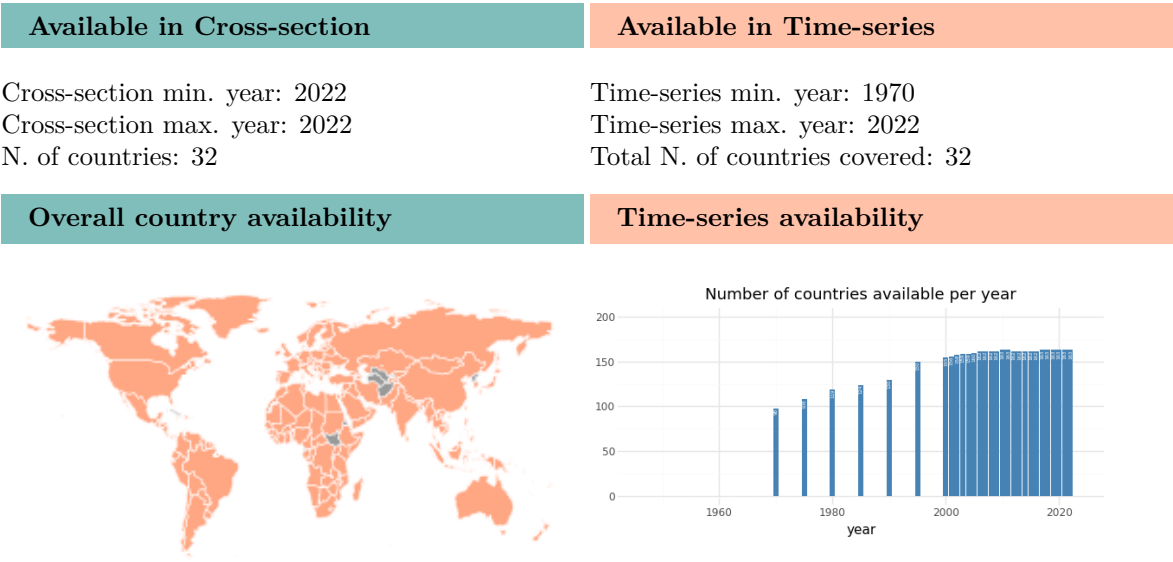 Available in Cross-section
Available in Time-series
Cross-section min. year: 2022
Cross-section max. year: 2022
N. of countries: 32
Time-series min. year: 1970
Time-series max. year: 2022
Total N. of countries covered: 32
Overall country availability
Time-series availability
Number of countries available per year
200
150
100
50
0
1960
1980
2000
2020
year